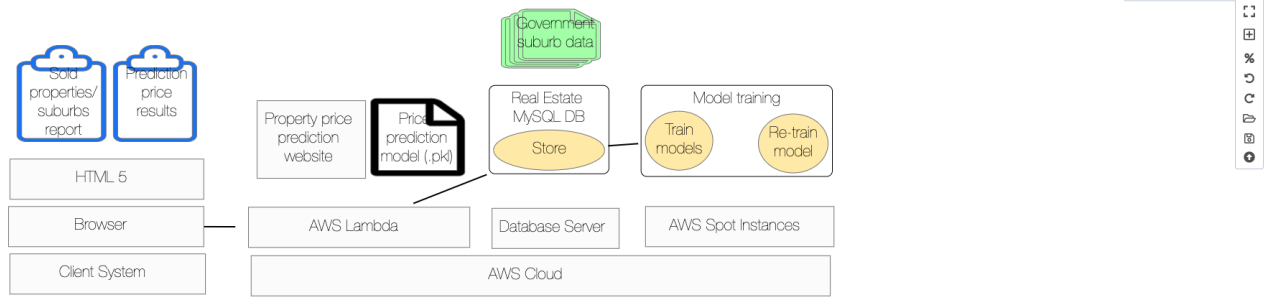 Government
suburb data
Sold
properties/
suburbs
report
Prediction
price
results
Property price
prediction
website
Price
prediction
model (.pkl)
Real Estate
MySQL DB
Store
Model training
Train
models
Re-train
model
HTML 5
Browser
AWS Lambda
Database Server
AWS Spot Instances
Client System
AWS Cloud